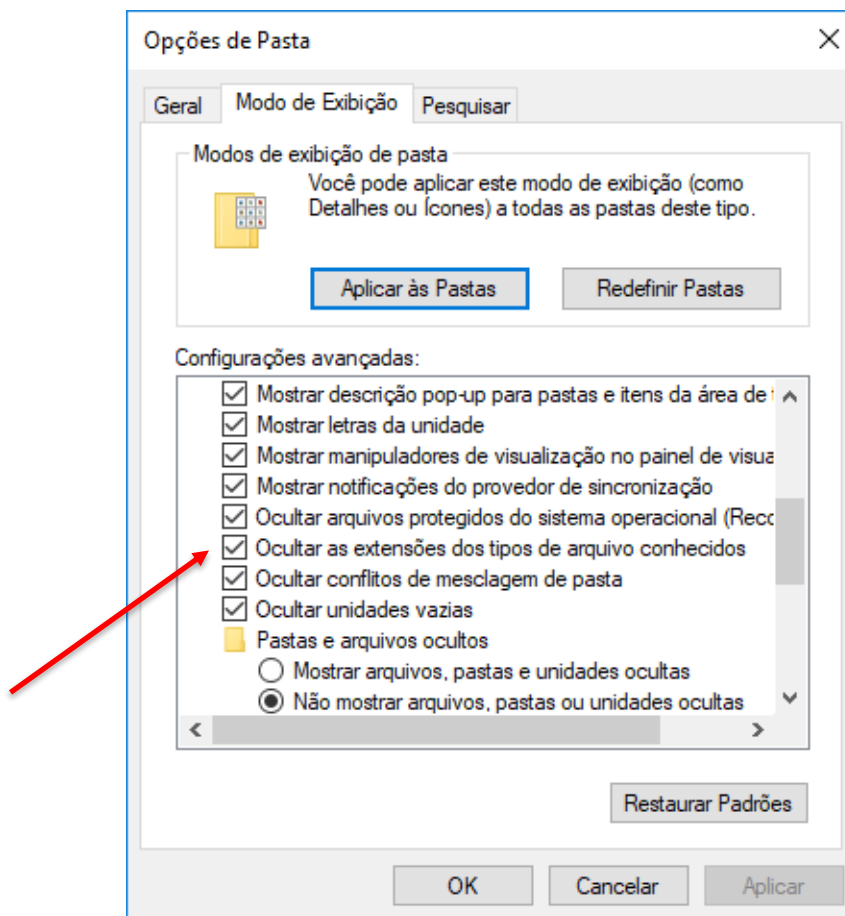 Opções de Pasta
Geral
Modo de Exibição
Pesquisar
Modos de exibição de pasta
Você pode aplicar este modo de exibição (como
Detalhes ou Ícones) a todas as pastas deste tipo.
Aplicar às Pastas
Redefinir Pastas
Configurações avançadas:
Mostrar descrição pop-up para pastas e itens da área de
Mostrar letras da unidade
Mostrar manipuladores de visualização no painel de visua
Mostrar notificações do provedor de sincronização
Ocultar arquivos protegidos do sistema operacional (Reco
Ocultar as extensões dos tipos de arquivo conhecidos
Ocultar conflitos de mesclagem de pasta
Ocultar unidades vazias
Pastas e arquivos ocultos
Mostrar arquivos, pastas e unidades ocultas
Não mostrar arquivos, pastas ou unidades ocultas
Restaurar Padrões
OK
Cancelar
Aplicar